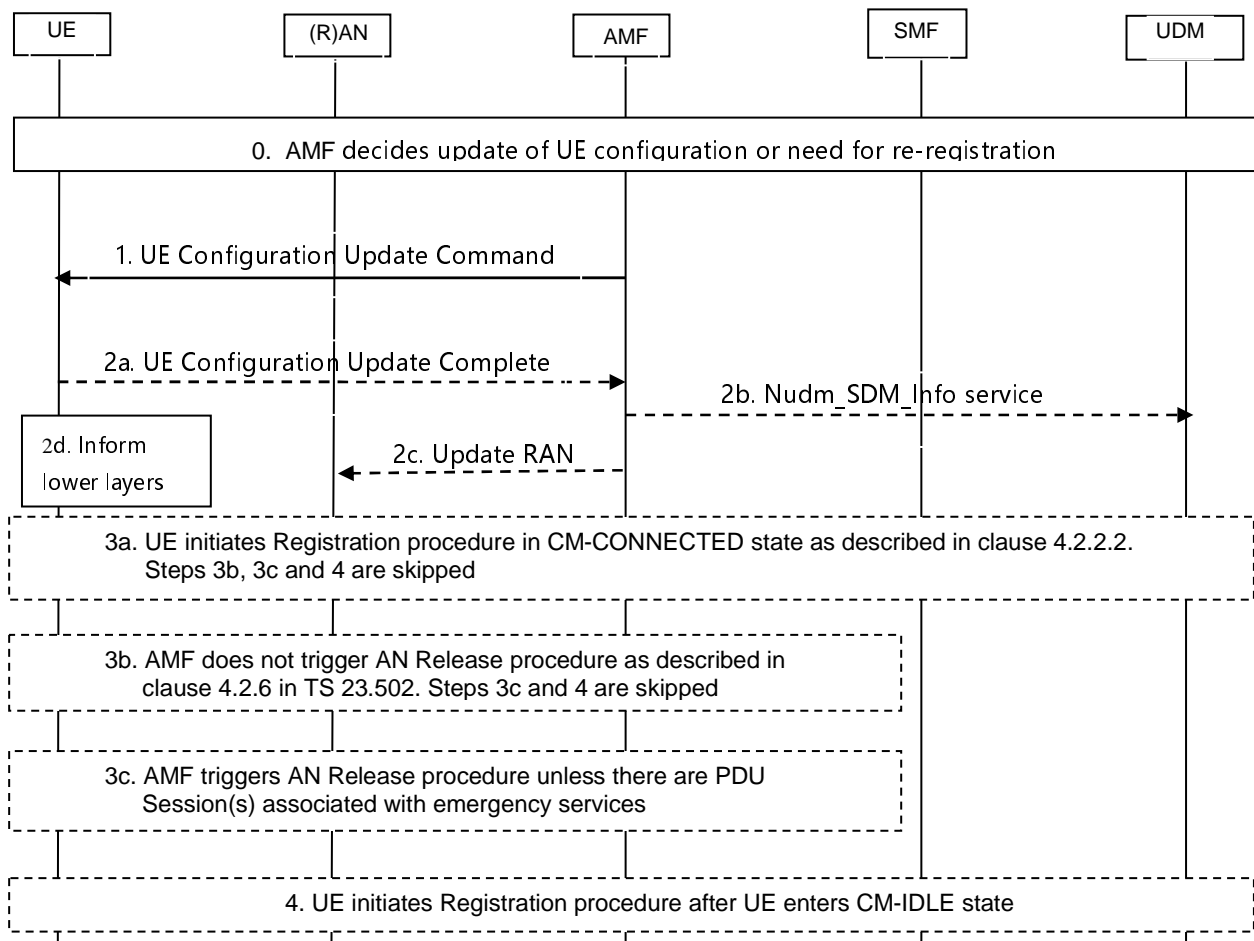 UE
(R)AN
AMF
SMF
UDM
0. AMF decides update of UE configuration or need for re-registration
1. UE Configuration Update Command
2a. UE Configuration Update Complete
2b. Nudm_SDM_Info service
2d. Inform
lower layers
2c. Update RAN
3a. UE initiates Registration procedure in CM-CONNECTED state as described in clause 4.2.2.2.
Steps 3b, 3c and 4 are skipped
3b. AMF does not trigger AN Release procedure as described in
clause 4.2.6 in TS 23.502. Steps 3c and 4 are skipped
3c. AMF triggers AN Release procedure unless there are PDU
Session(s) associated with emergency services
4. UE initiates Registration procedure after UE enters CM-IDLE state